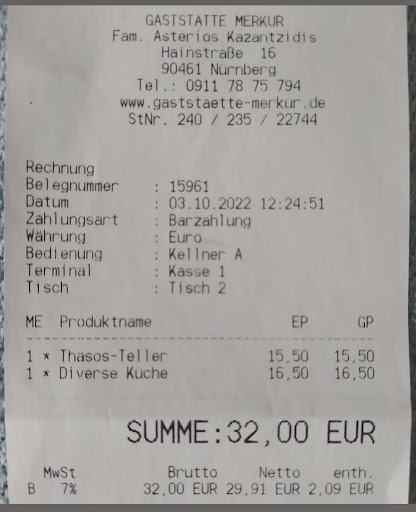 GASTSTATTE MERKUR
Fam. Asterios Kazantzidis
Hainstraße 16
90461 Nürnberg
Tel.: 0911 78 75 794
www.gaststaette-merkur.de
StNr. 240 / 235 / 22744
Rechnung
Belegnummer : 15961
Datum : 03.10.2022 12:24:51
Zahlungsart : Barzahlung
Währung : Euro
Bedienung : Kellner A
Terminal : Kasse 1
Tisch : Tisch 2
ME Produktname EP GP
1 * Thasos-Teller 15,50 15,50
1 * Diverse Küche 16,50 16,50
SUMME:32,00 EUR
MwSt Brutto Netto enth.
B 7% 32,00 EUR 29,91 EUR 2,09 EUR